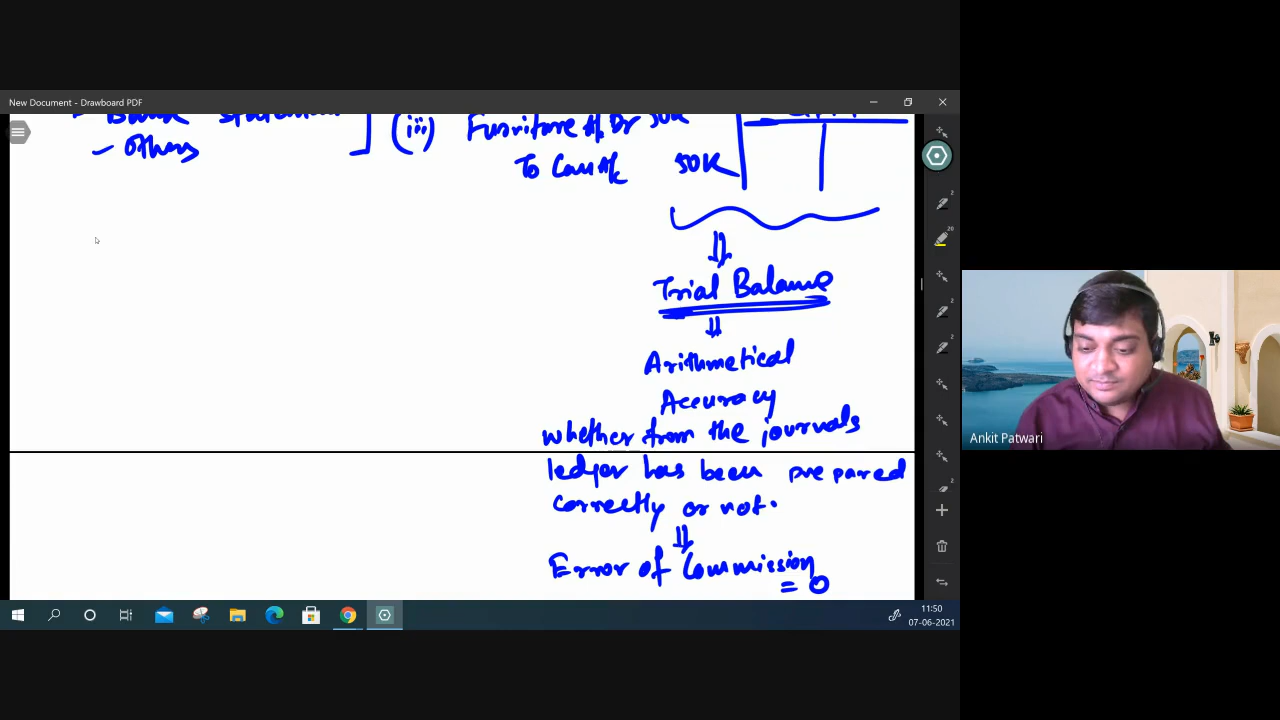 New Document - Drawboard PDF
Bank statement
- others
(iii) Furniture A/c Dr 50K
To Cash A/c 50K
Trial Balance
Arithmetical
Accuracy
whether from the journals
ledger has been prepared
correctly or not.
Error of Commission
= 0
Ankit Patwari
11:50
07-06-2021